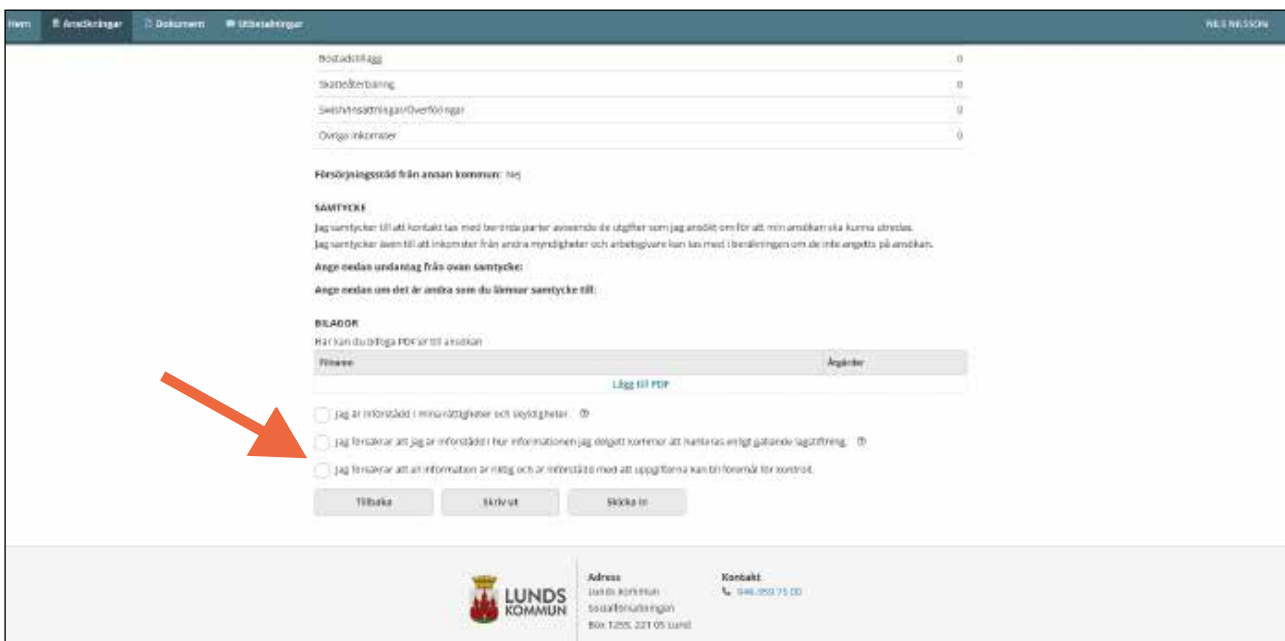 Hem Ansökningar Dokument Utbetalningar NILS NILSSON
Bostadstillägg 0
Skatteåterbäring 0
Swish/Insättningar/Överföringar 0
Övriga inkomster 0
Försörjningsstöd från annan kommun: Nej
SAMTYCKE
Jag samtycker till att kontakt tas med berörda parter avseende de utgifter som jag ansökt om för att min ansökan ska kunna utredas.
Jag samtycker även till att inkomster från andra myndigheter och arbetsgivare kan tas med i beräkningen om de inte angetts på ansökan.
Ange nedan undantag från ovan samtycke:
Ange nedan om det är andra som du lämnar samtycke till:
BILAGOR
Här kan du bifoga PDF:er till ansökan
Filnamn Åtgärder
Lägg till PDF
Jag är införstådd i mina rättigheter och skyldigheter.
Jag försäkrar att jag är införstådd i hur informationen jag delgett kommer att hanteras enligt gällande lagstiftning.
Jag försäkrar att all information är riktig och är införstådd med att uppgifterna kan bli föremål för kontroll.
Tillbaka Skriv ut Skicka in
LUNDS KOMMUN
Adress
Lunds kommun
Socialförvaltningen
Box 1255, 221 05 Lund
Kontakt
046-359 75 00